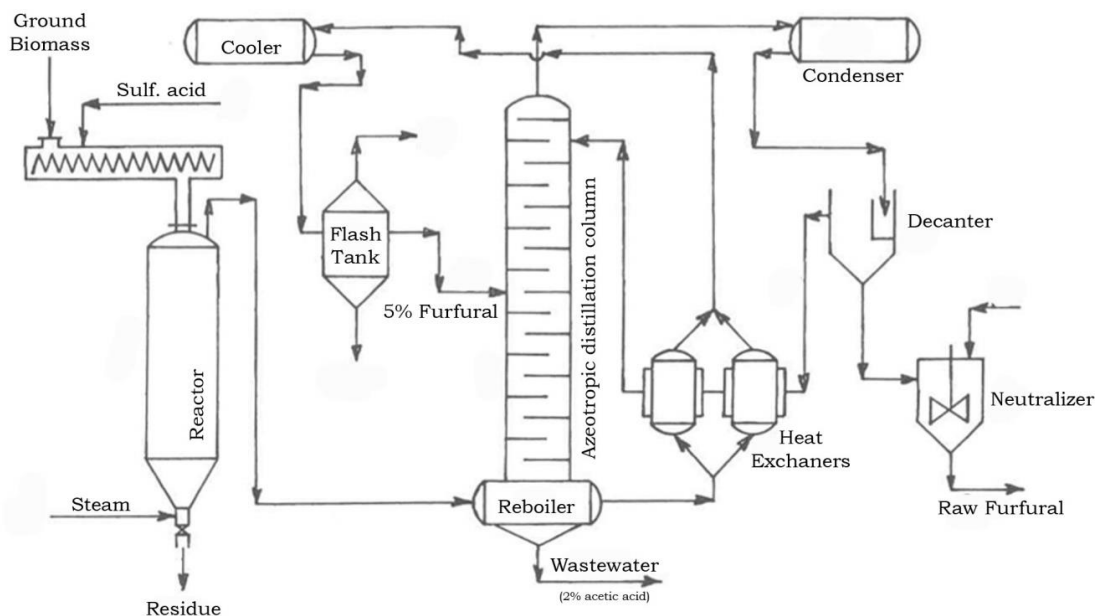 Ground
Biomass
Sulf. acid
Cooler
Condenser
Flash
Tank
5% Furfural
Azeotropic distillation column
Decanter
Reactor
Heat
Exchaners
Neutralizer
Steam
Reboiler
Raw Furfural
Wastewater
(2% acetic acid)
Residue